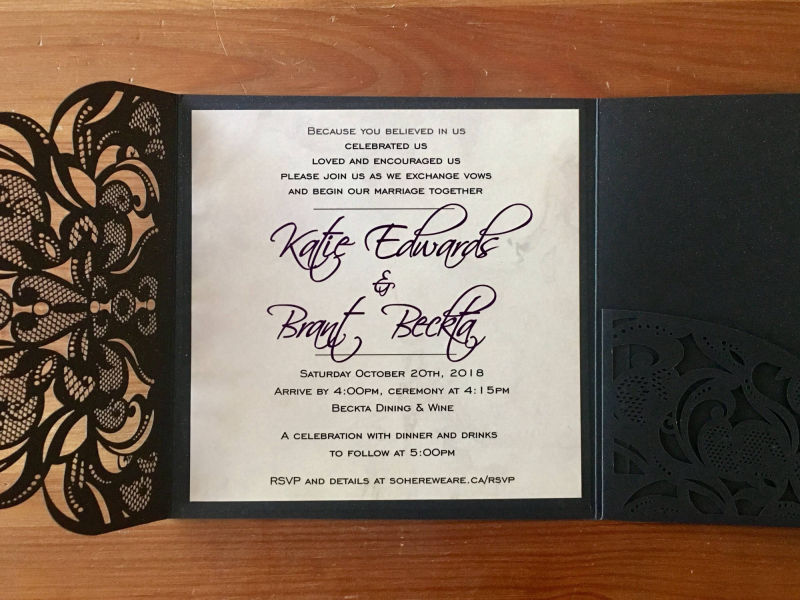 Because you believed in us
celebrated us
loved and encouraged us
please join us as we exchange vows
and begin our marriage together
Katie Edwards
&
Brant Beckta
Saturday October 20th, 2018
Arrive by 4:00pm, ceremony at 4:15pm
Beckta Dining & Wine
A celebration with dinner and drinks
to follow at 5:00pm
RSVP and details at sohereweare.ca/rsvp